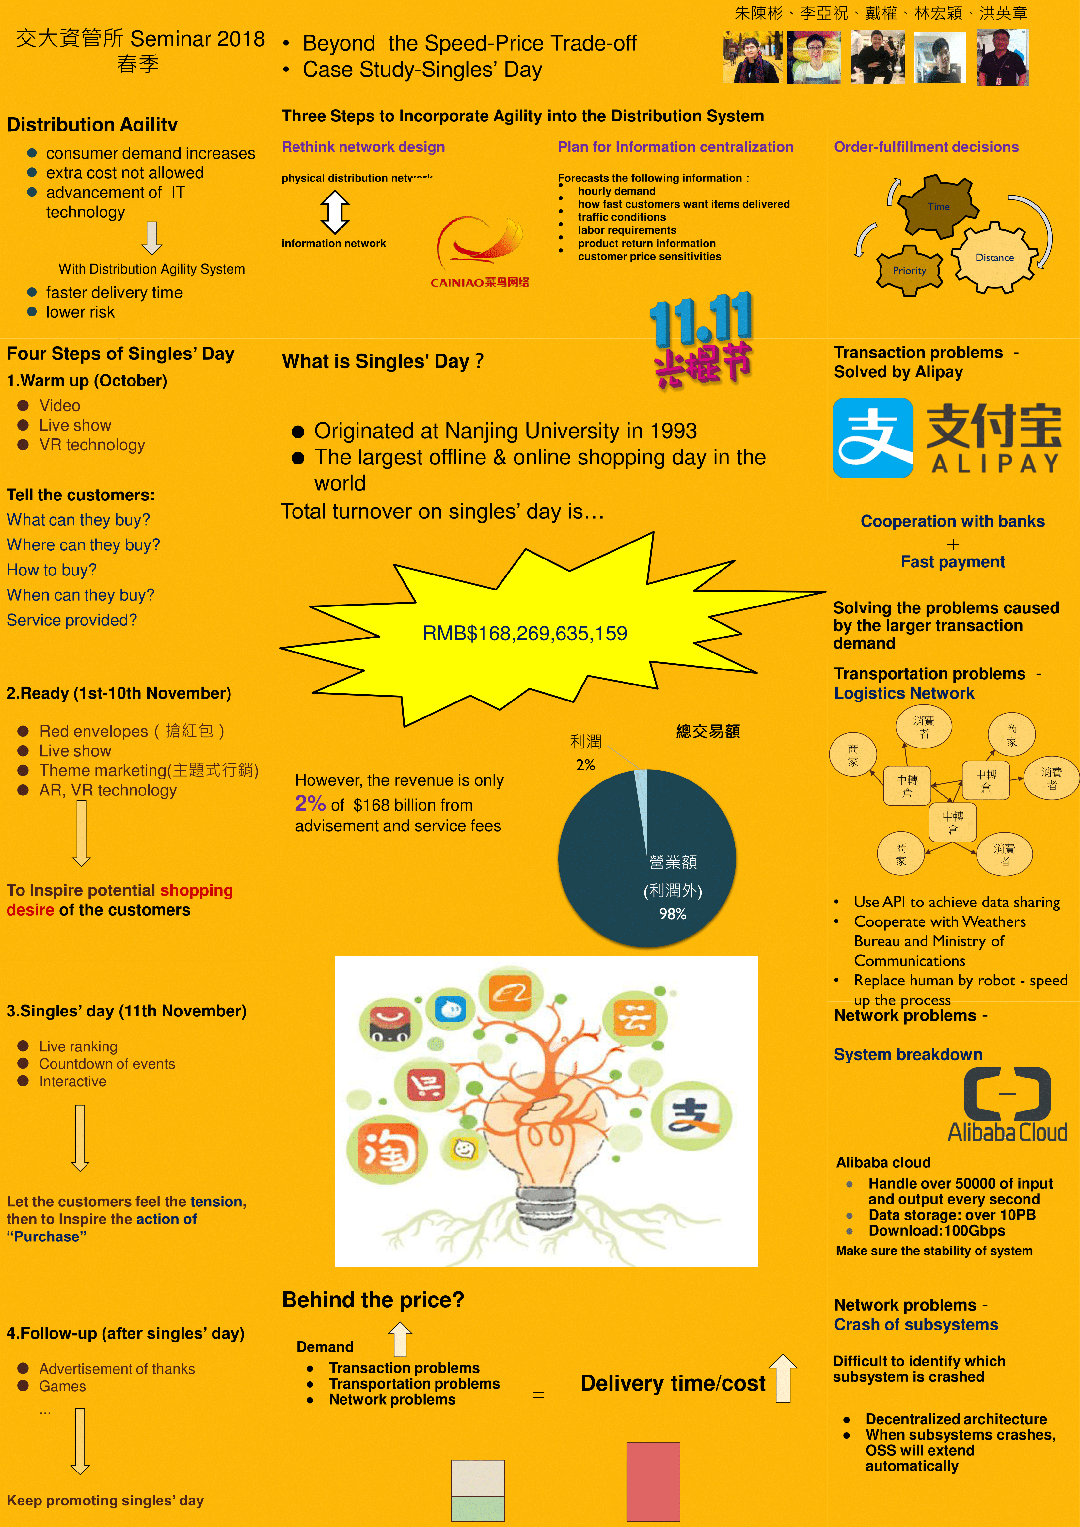 交大資管所 Seminar 2018
春季
• Beyond the Speed-Price Trade-off
• Case Study-Singles' Day
朱陳彬、李亞祝、戴權、林宏穎、洪英章
Distribution Agility
● consumer demand increases
● extra cost not allowed
● advancement of IT
technology
With Distribution Agility System
● faster delivery time
● lower risk
Three Steps to Incorporate Agility into the Distribution System
Rethink network design
physical distribution network
information network
CAINIAO菜鸟网络
Plan for Information centralization
Forecasts the following information：
• hourly demand
• how fast customers want items delivered
• traffic conditions
• labor requirements
• product return information
• customer price sensitivities
Order-fulfillment decisions
Time
Distance
Priority
Four Steps of Singles' Day
1.Warm up (October)
● Video
● Live show
● VR technology
Tell the customers:
What can they buy?
Where can they buy?
How to buy?
When can they buy?
Service provided?
2.Ready (1st-10th November)
● Red envelopes（搶紅包）
● Live show
● Theme marketing(主題式行銷)
● AR, VR technology
To Inspire potential shopping
desire of the customers
3.Singles' day (11th November)
● Live ranking
● Countdown of events
● Interactive
Let the customers feel the tension,
then to Inspire the action of
“Purchase”
4.Follow-up (after singles' day)
● Advertisement of thanks
● Games
...
Keep promoting singles' day
What is Singles' Day？
11.11
光棍节
● Originated at Nanjing University in 1993
● The largest offline & online shopping day in the
world
Total turnover on singles' day is…
RMB$168,269,635,159
However, the revenue is only
2% of $168 billion from
advisement and service fees
總交易額
利潤
2%
營業額
(利潤外)
98%
淘
支
Behind the price?
Demand
● Transaction problems
● Transportation problems
● Network problems
=
Delivery time/cost
Transaction problems -
Solved by Alipay
支
支付宝
ALIPAY
Cooperation with banks
+
Fast payment
Solving the problems caused
by the larger transaction
demand
Transportation problems -
Logistics Network
消費
者
商
家
商
家
中轉
倉
中轉
倉
消費
者
中轉
倉
商
家
消費
者
• Use API to achieve data sharing
• Cooperate with Weathers
Bureau and Ministry of
Communications
• Replace human by robot - speed
up the process
Network problems -
System breakdown
Alibaba Cloud
Alibaba cloud
● Handle over 50000 of input
and output every second
● Data storage: over 10PB
● Download:100Gbps
Make sure the stability of system
Network problems -
Crash of subsystems
Difficult to identify which
subsystem is crashed
● Decentralized architecture
● When subsystems crashes,
OSS will extend
automatically